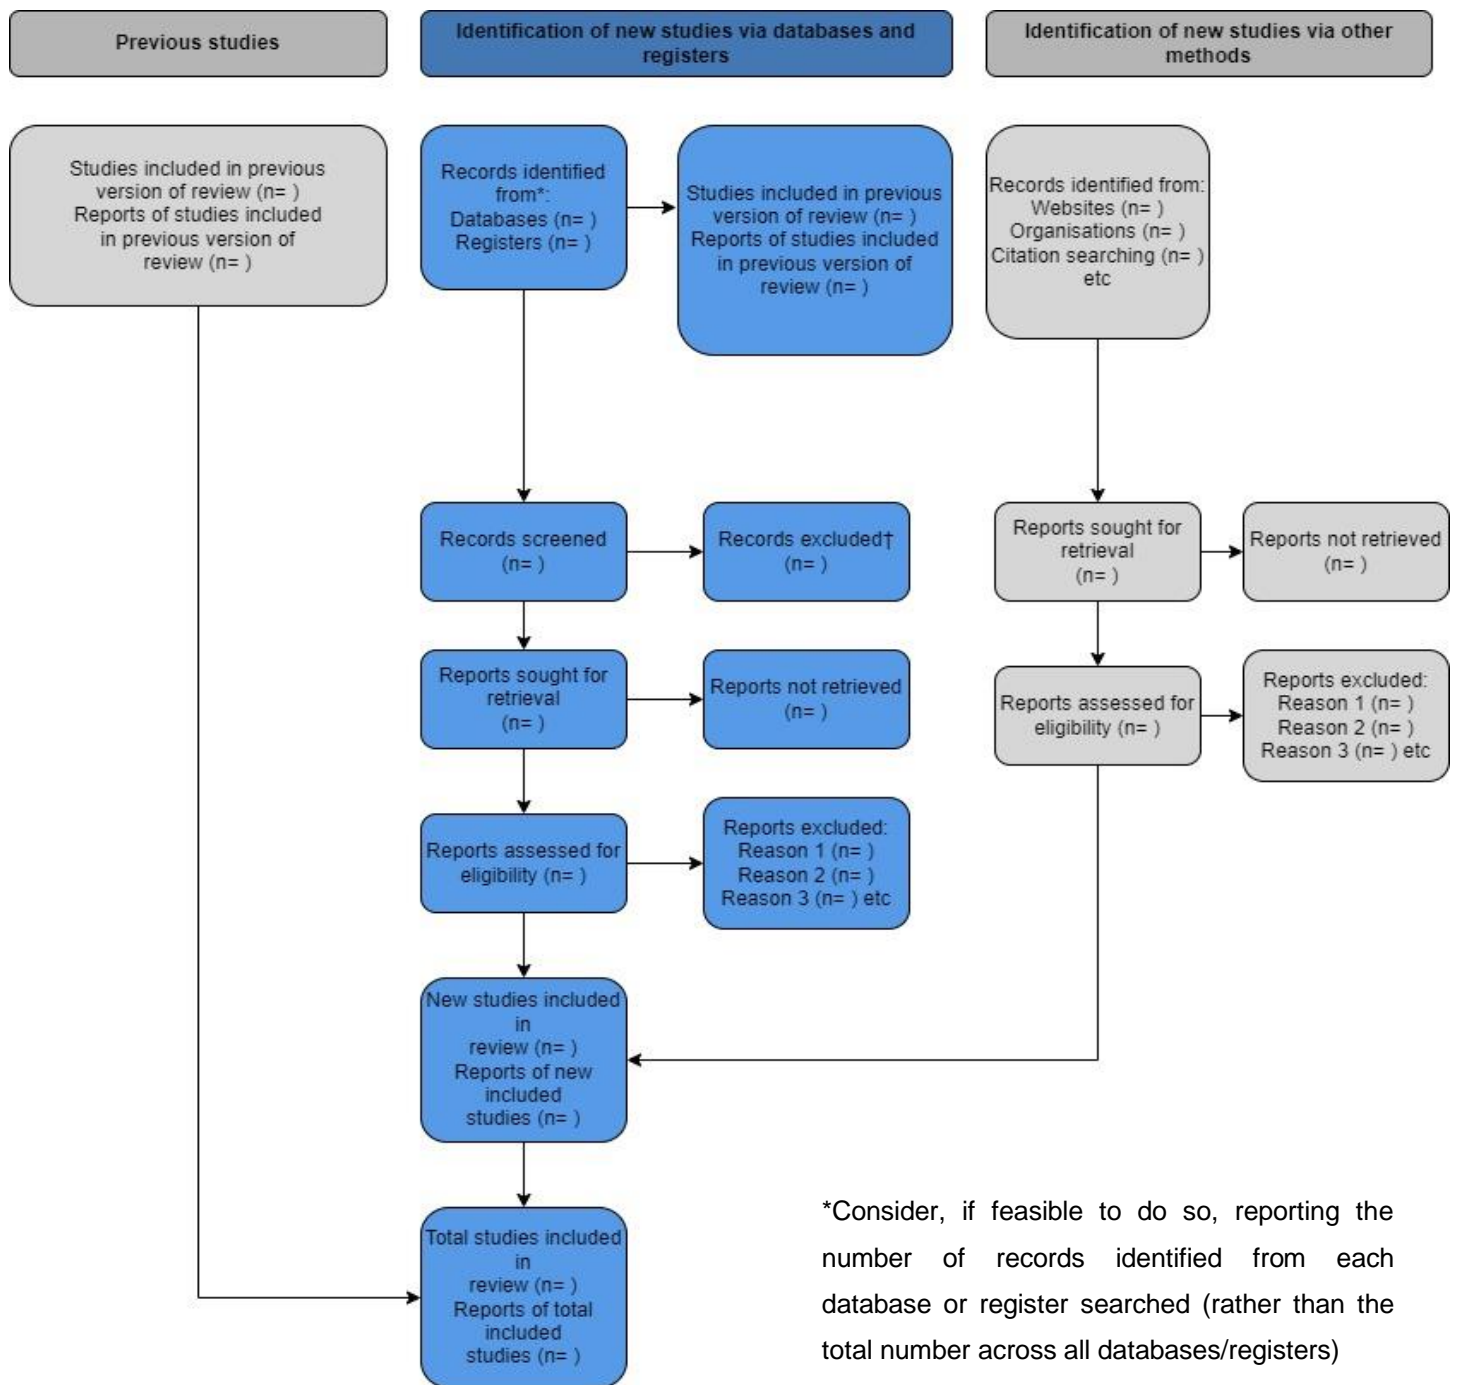 Previous studies
Identification of new studies via databases and
registers
Identification of new studies via other
methods
Studies included in previous
version of review (n= )
Reports of studies included
in previous version of
review (n= )
Records identified
from*:
Databases (n= )
Registers (n= )
Studies included in previous
version of review (n= )
Reports of studies included
in previous version of
review (n= )
Records identified from:
Websites (n= )
Organisations (n= )
Citation searching (n= )
etc
Records screened
(n= )
Records excluded†
(n= )
Reports sought for
retrieval
(n= )
Reports not retrieved
(n= )
Reports sought for
retrieval
(n= )
Reports not retrieved
(n= )
Reports assessed for
eligibility (n= )
Reports excluded:
Reason 1 (n= )
Reason 2 (n= )
Reason 3 (n= ) etc
Reports assessed for
eligibility (n= )
Reports excluded:
Reason 1 (n= )
Reason 2 (n= )
Reason 3 (n= ) etc
New studies included
in
review (n= )
Reports of new
included
studies (n= )
Total studies included
in
review (n= )
Reports of total
included
studies (n= )
*Consider, if feasible to do so, reporting the
number of records identified from each
database or register searched (rather than the
total number across all databases/registers)